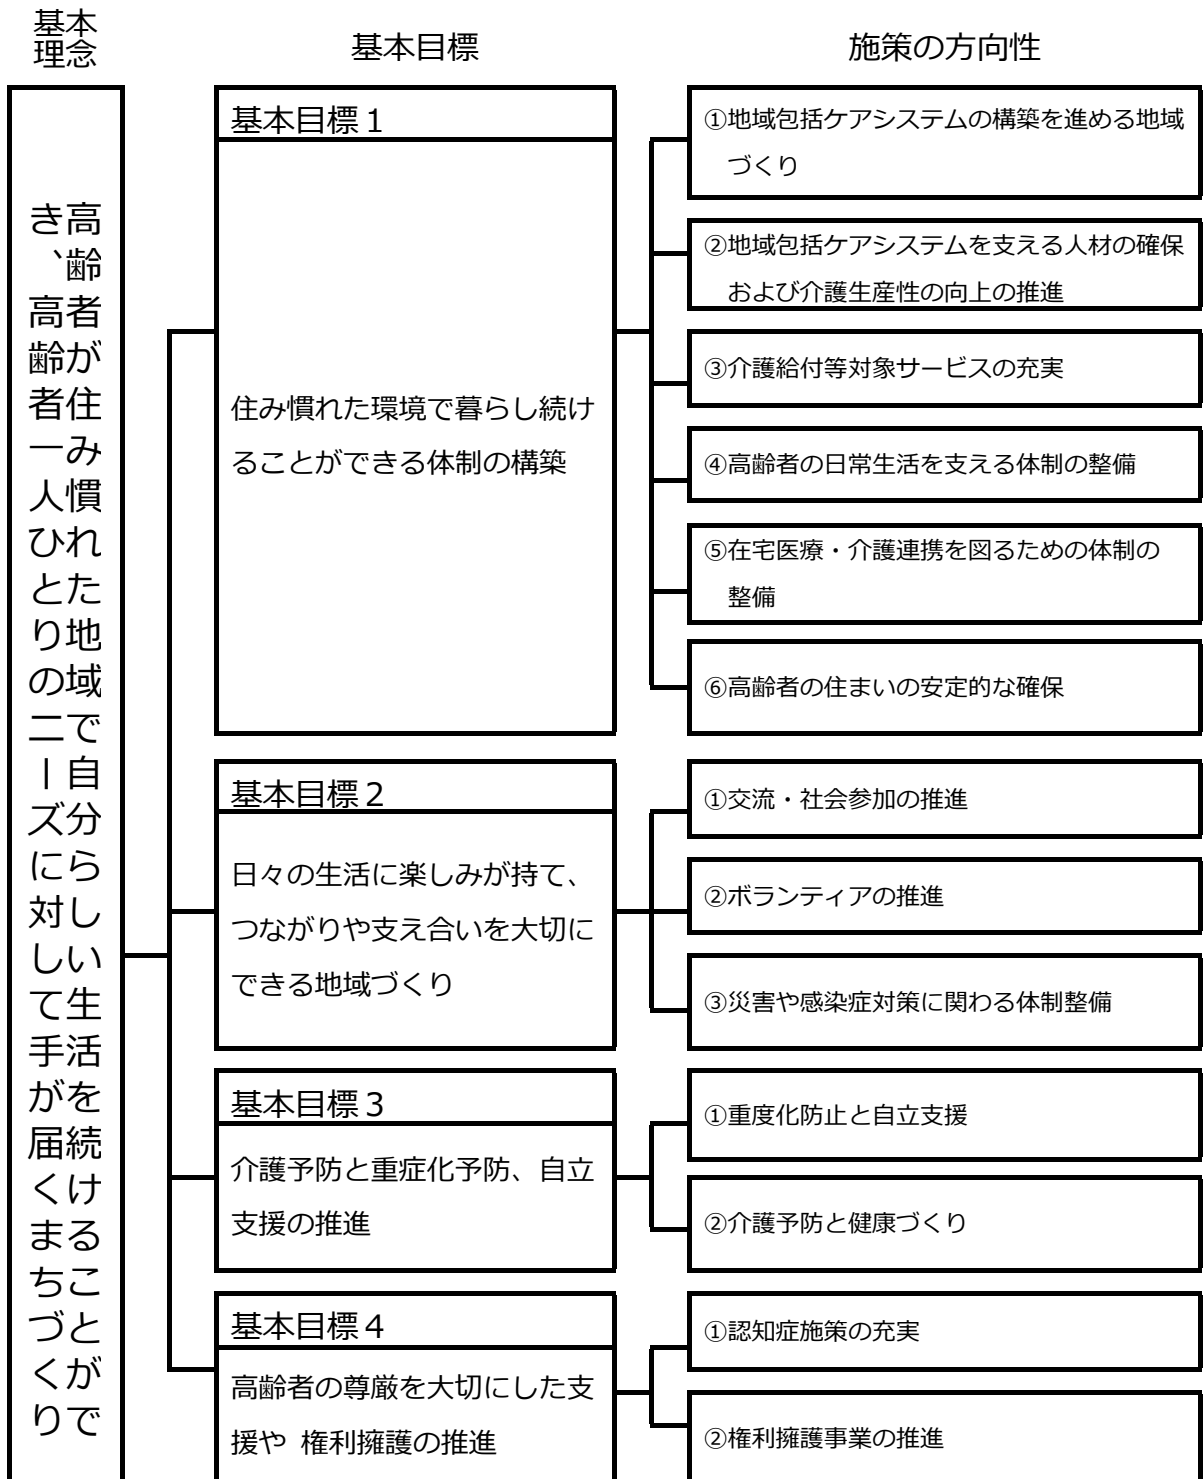 基本
理念
基本目標
施策の方向性
高齢者が住み慣れた地域で自分らしい生活を続けることがで
き、高齢者一人ひとりのニーズに対して手が届くまちづくり
基本目標１
住み慣れた環境で暮らし続け
ることができる体制の構築
①地域包括ケアシステムの構築を進める地域
づくり
②地域包括ケアシステムを支える人材の確保
および介護生産性の向上の推進
③介護給付等対象サービスの充実
④高齢者の日常生活を支える体制の整備
⑤在宅医療・介護連携を図るための体制の
整備
⑥高齢者の住まいの安定的な確保
基本目標２
日々の生活に楽しみが持て、
つながりや支え合いを大切に
できる地域づくり
①交流・社会参加の推進
②ボランティアの推進
③災害や感染症対策に関わる体制整備
基本目標３
介護予防と重症化予防、自立
支援の推進
①重度化防止と自立支援
②介護予防と健康づくり
基本目標４
高齢者の尊厳を大切にした支
援や 権利擁護の推進
①認知症施策の充実
②権利擁護事業の推進